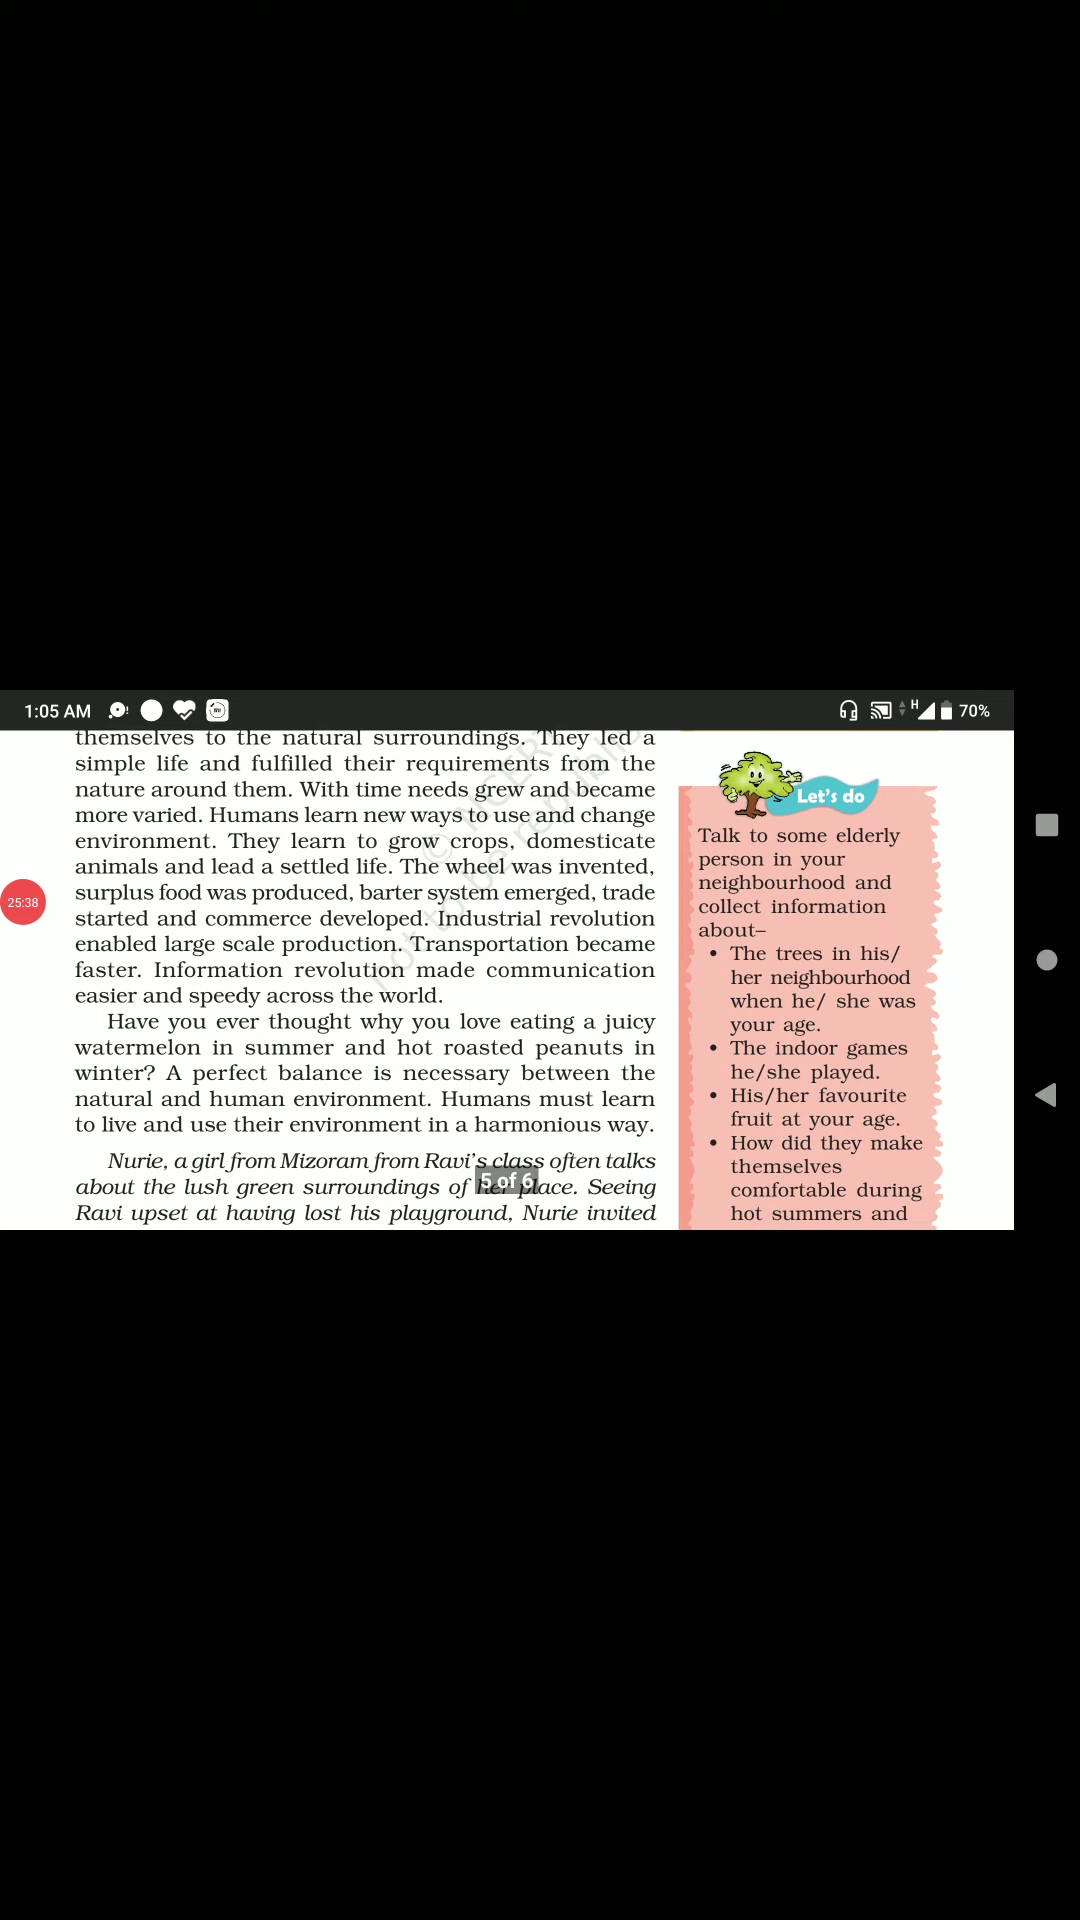 1:05 AM
H
70%
themselves to the natural surroundings. They led a
simple life and fulfilled their requirements from the
nature around them. With time needs grew and became
more varied. Humans learn new ways to use and change
environment. They learn to grow crops, domesticate
animals and lead a settled life. The wheel was invented,
surplus food was produced, barter system emerged, trade
started and commerce developed. Industrial revolution
enabled large scale production. Transportation became
faster. Information revolution made communication
easier and speedy across the world.
Have you ever thought why you love eating a juicy
watermelon in summer and hot roasted peanuts in
winter? A perfect balance is necessary between the
natural and human environment. Humans must learn
to live and use their environment in a harmonious way.
Nurie, a girl from Mizoram from Ravi's class often talks
about the lush green surroundings of her place. Seeing
Ravi upset at having lost his playground, Nurie invited
5 of 6
25:38
© NCERT
not to be republis
Let's do
Talk to some elderly
person in your
neighbourhood and
collect information
about–
• The trees in his/
her neighbourhood
when he/ she was
your age.
• The indoor games
he/she played.
• His/her favourite
fruit at your age.
• How did they make
themselves
comfortable during
hot summers and